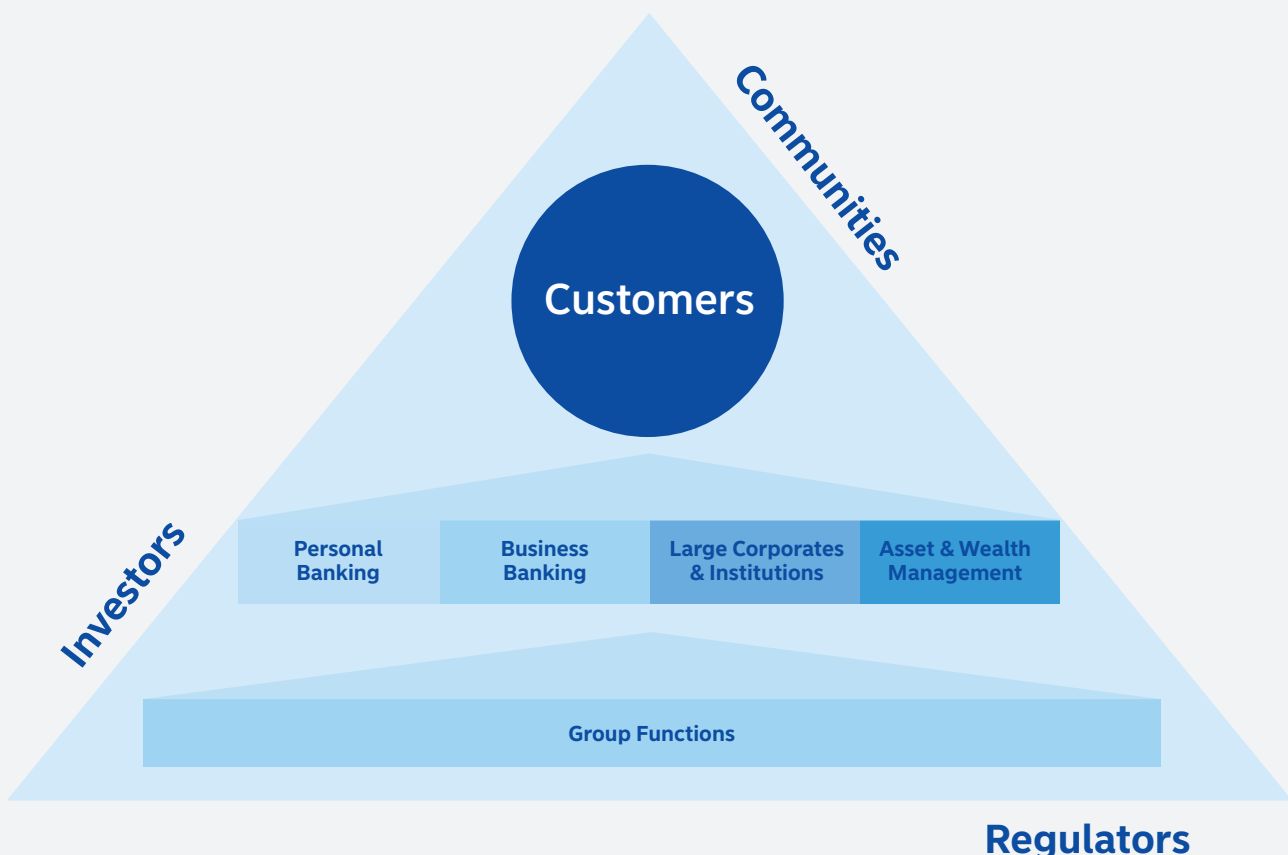 Communities
Customers
Investors
Personal
Banking
Business
Banking
Large Corporates
& Institutions
Asset & Wealth
Management
Group Functions
Regulators